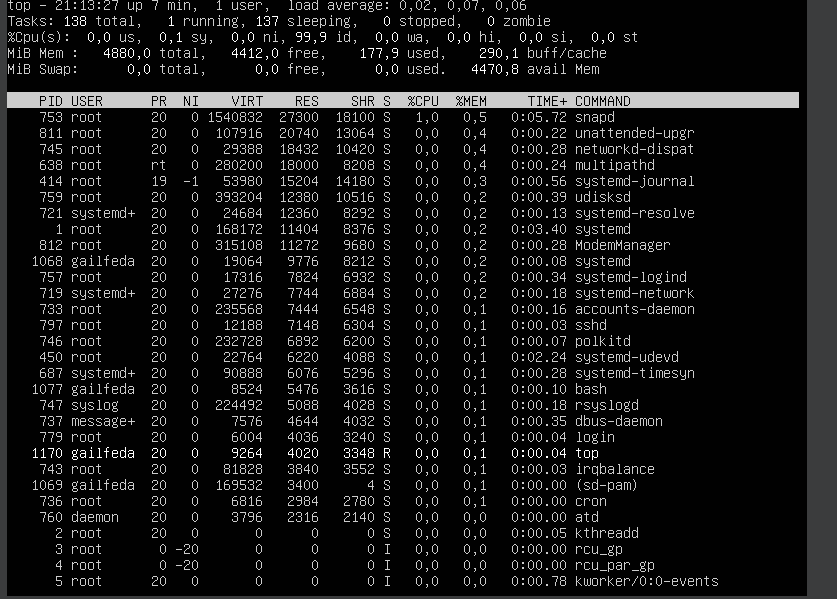 top - 21:13:27 up 7 min,  1 user,  load average: 0,02, 0,07, 0,06
Tasks: 138 total,   1 running, 137 sleeping,   0 stopped,   0 zombie
%Cpu(s):  0,0 us,  0,1 sy,  0,0 ni, 99,9 id,  0,0 wa,  0,0 hi,  0,0 si,  0,0 st
MiB Mem :   4880,0 total,   4412,0 free,    177,9 used,    290,1 buff/cache
MiB Swap:      0,0 total,      0,0 free,      0,0 used.   4470,8 avail Mem
PID USER      PR  NI    VIRT    RES    SHR S  %CPU  %MEM     TIME+ COMMAND
753 root      20   0 1540832  27300  18100 S   1,0   0,5   0:05.72 snapd
811 root      20   0  107916  20740  13064 S   0,0   0,4   0:00.22 unattended-upgr
745 root      20   0   29388  18432  10420 S   0,0   0,4   0:00.28 networkd-dispat
638 root      rt   0  280200  18000   8208 S   0,0   0,4   0:00.24 multipathd
414 root      19  -1   53980  15204  14180 S   0,0   0,3   0:00.56 systemd-journal
759 root      20   0  393204  12380  10516 S   0,0   0,2   0:00.39 udisksd
721 systemd+  20   0   24684  12360   8292 S   0,0   0,2   0:00.13 systemd-resolve
1 root      20   0  168172  11404   8376 S   0,0   0,2   0:03.40 systemd
812 root      20   0  315108  11272   9680 S   0,0   0,2   0:00.28 ModemManager
1068 gailfeda  20   0   19064   9776   8212 S   0,0   0,2   0:00.08 systemd
757 root      20   0   17316   7824   6932 S   0,0   0,2   0:00.34 systemd-logind
719 systemd+  20   0   27276   7744   6884 S   0,0   0,2   0:00.18 systemd-network
733 root      20   0  235568   7444   6548 S   0,0   0,1   0:00.16 accounts-daemon
797 root      20   0   12188   7148   6304 S   0,0   0,1   0:00.03 sshd
746 root      20   0  232728   6892   6200 S   0,0   0,1   0:00.07 polkitd
450 root      20   0   22764   6220   4088 S   0,0   0,1   0:02.24 systemd-udevd
687 systemd+  20   0   90888   6076   5296 S   0,0   0,1   0:00.28 systemd-timesyn
1077 gailfeda  20   0    8524   5476   3616 S   0,0   0,1   0:00.10 bash
747 syslog    20   0  224492   5088   4028 S   0,0   0,1   0:00.18 rsyslogd
737 message+  20   0    7576   4644   4032 S   0,0   0,1   0:00.35 dbus-daemon
779 root      20   0    6004   4036   3240 S   0,0   0,1   0:00.04 login
1170 gailfeda  20   0    9264   4020   3348 R   0,0   0,1   0:00.04 top
743 root      20   0   81828   3840   3552 S   0,0   0,1   0:00.03 irqbalance
1069 gailfeda  20   0  169532   3400      4 S   0,0   0,1   0:00.00 (sd-pam)
736 root      20   0    6816   2984   2780 S   0,0   0,1   0:00.00 cron
760 daemon    20   0    3796   2316   2140 S   0,0   0,0   0:00.00 atd
2 root      20   0       0      0      0 S   0,0   0,0   0:00.05 kthreadd
3 root       0 -20       0      0      0 I   0,0   0,0   0:00.00 rcu_gp
4 root       0 -20       0      0      0 I   0,0   0,0   0:00.00 rcu_par_gp
5 root      20   0       0      0      0 I   0,0   0,0   0:00.78 kworker/0:0-events